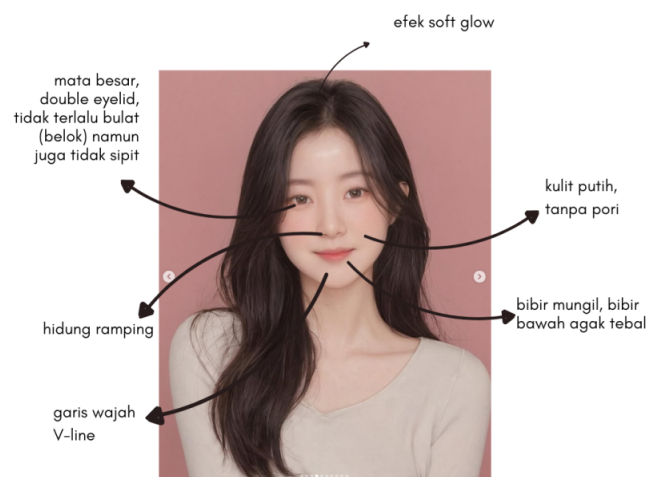 efek soft glow
mata besar,
double eyelid,
tidak terlalu bulat
(belok) namun
juga tidak sipit
kulit putih,
tanpa pori
hidung ramping
bibir mungil, bibir
bawah agak tebal
garis wajah
V-line